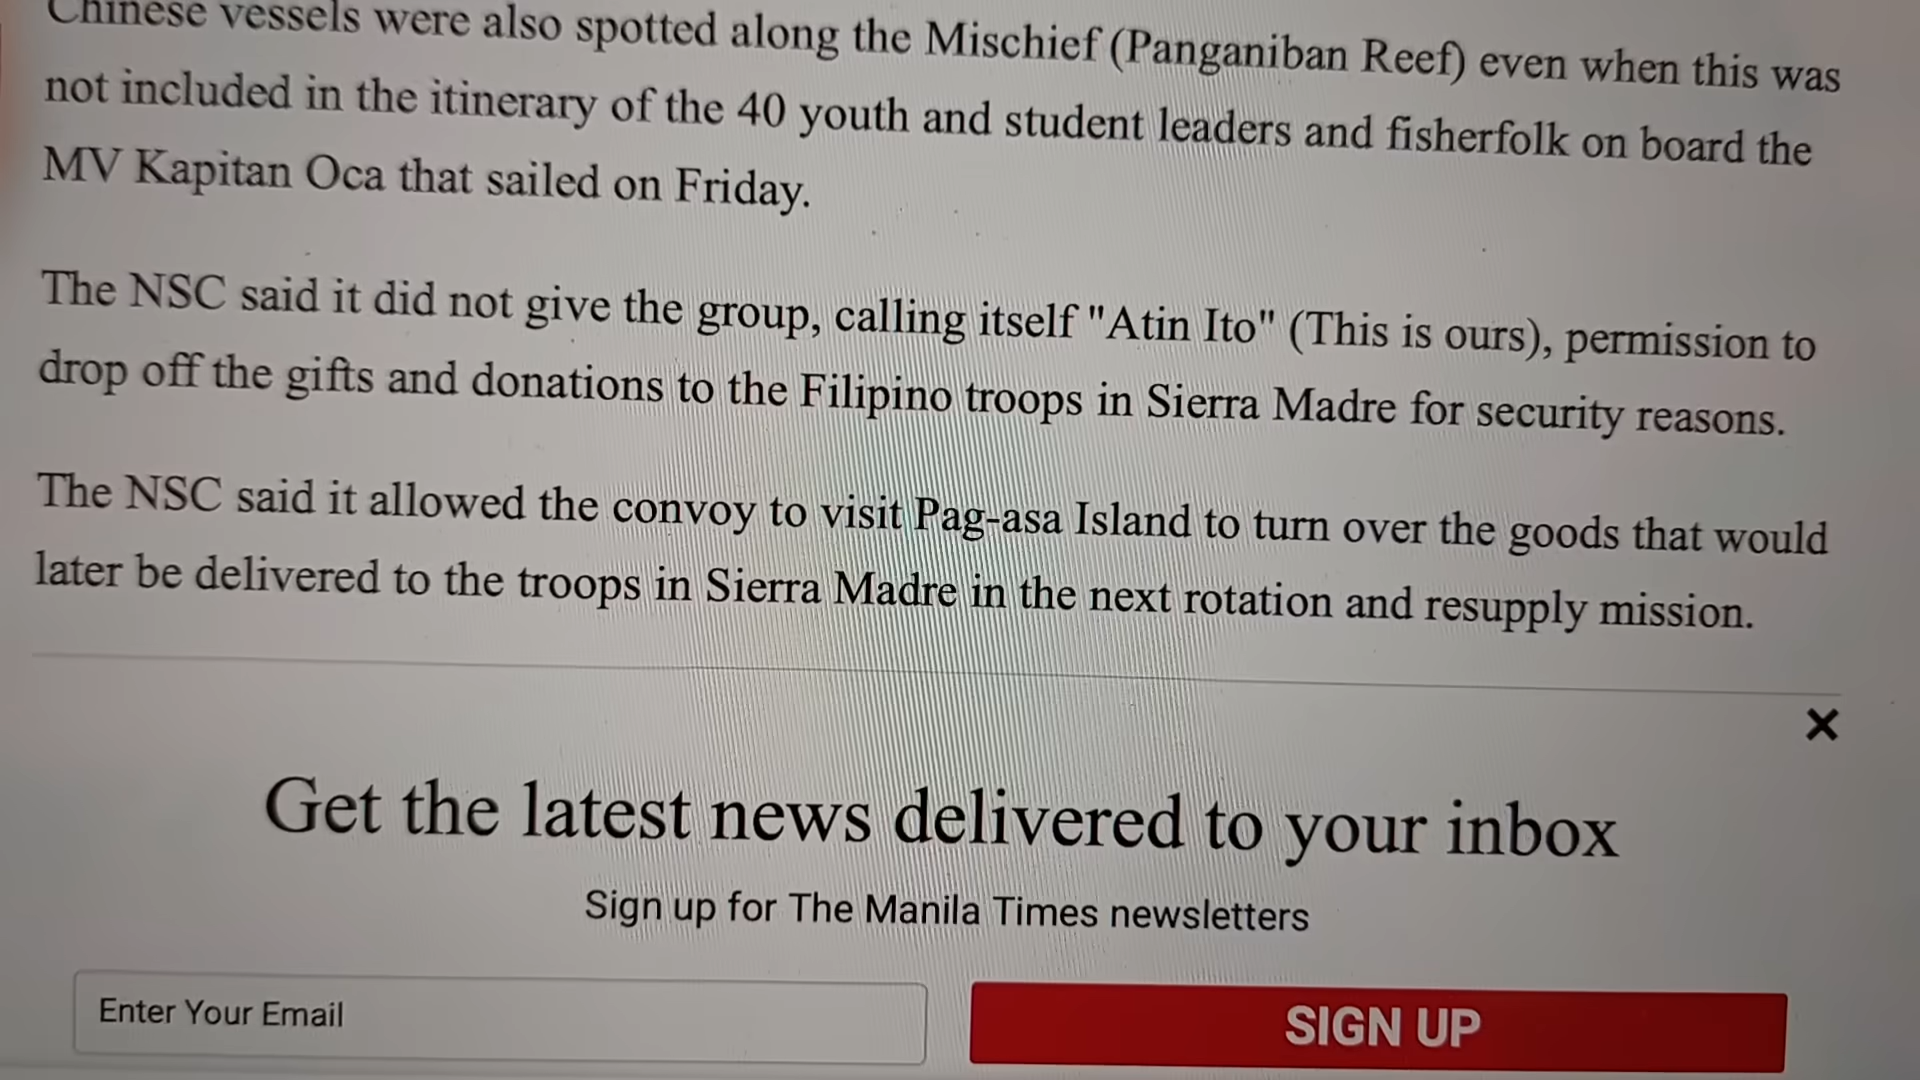 Chinese vessels were also spotted along the Mischief (Panganiban Reef) even when this was
not included in the itinerary of the 40 youth and student leaders and fisherfolk on board the
MV Kapitan Oca that sailed on Friday.
The NSC said it did not give the group, calling itself "Atin Ito" (This is ours), permission to
drop off the gifts and donations to the Filipino troops in Sierra Madre for security reasons.
The NSC said it allowed the convoy to visit Pag-asa Island to turn over the goods that would
later be delivered to the troops in Sierra Madre in the next rotation and resupply mission.
Get the latest news delivered to your inbox
Sign up for The Manila Times newsletters
Enter Your Email
SIGN UP